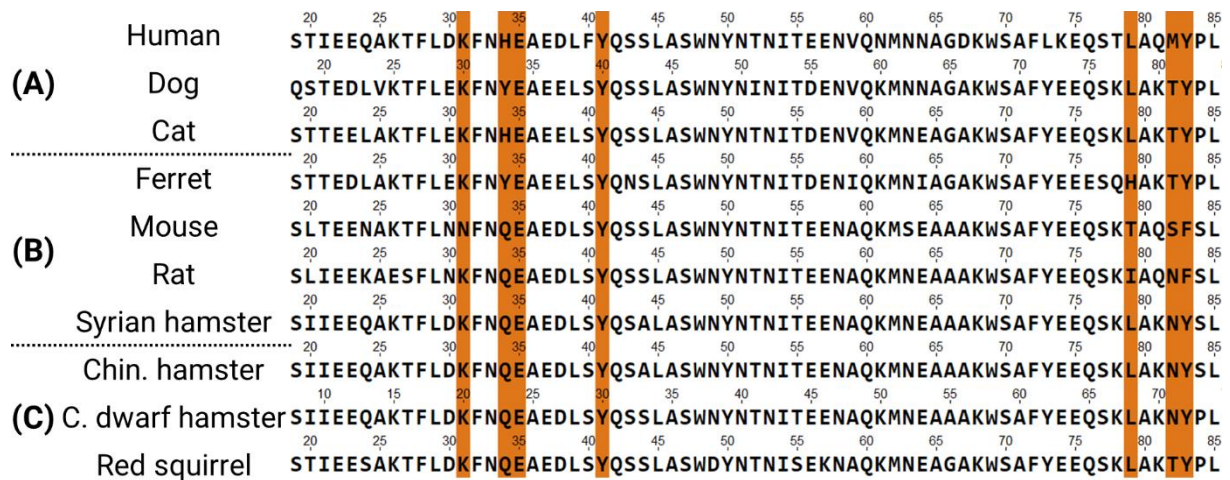 20 25 30 35 40 45 50 55 60 65 70 75 80 85
Human STIEEQAKTFLDKFNHEAEDLFYQSSLASWNYNTNITEENVQNMNNAGDKWSAFLKEQSTLAQMYPL
20 25 30 35 40 45 50 55 60 65 70 75 80
(A) Dog QSTEDLVKTFLEKFNYEAEELSYQSSLASWNYNINITDENVQKMNNAGAKWSAFYEEQSKLAKTYPL
20 25 30 35 40 45 50 55 60 65 70 75 80 85
Cat STTEELAKTFLEKFNHEAEELSYQSSLASWNYNTNITDENVQKMNEAGAKWSAFYEEQSKLAKTYPL
20 25 30 35 40 45 50 55 60 65 70 75 80 85
Ferret STTEDLAKTFLEKFNYEAEELSYQNSLASWNYNTNITDENIQKMNIAGAKWSAFYEEESQHAKTYPL
20 25 30 35 40 45 50 55 60 65 70 75 80 85
(B) Mouse SLTEENAKTFLNNFNQEAEDLSYQSSLASWNYNTNITEENAQKMSEAAAKWSAFYEEQSKTAQSFSL
20 25 30 35 40 45 50 55 60 65 70 75 80 85
Rat SLIEEKAESFLNKFNQEAEDLSYQSSLASWNYNTNITEENAQKMNEAAAKWSAFYEEQSKIAQNFSL
20 25 30 35 40 45 50 55 60 65 70 75 80 85
Syrian hamster SIIEEQAKTFLDKFNQEAEDLSYQSALASWNYNTNITEENAQKMNEAAAKWSAFYEEQSKLAKNYSL
20 25 30 35 40 45 50 55 60 65 70 75 80 85
Chin. hamster SIIEEQAKTFLDKFNQEAEDLSYQSALASWNYNTNITEENAQKMNEAAAKWSAFYEEQSKLAKNYSL
10 15 20 25 30 35 40 45 50 55 60 65 70
(C) C. dwarf hamster SIIEEQAKTFLDKFNQEAEDLSYQSSLASWNYNTNITEENAQKMNEAAAKWSAFYEEQSKLAKNYPL
20 25 30 35 40 45 50 55 60 65 70 75 80 85
Red squirrel STIEESAKTFLDKFNQEAEDLSYQSSLASWDYNTNISEKNAQKMNEAGAKWSAFYEEQSKLAKTYPL